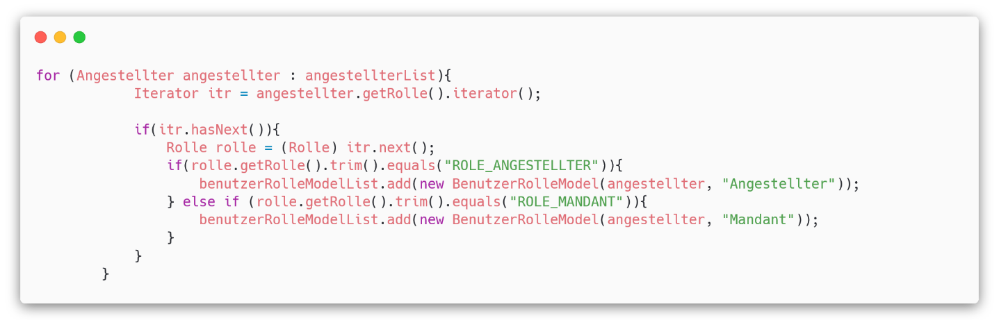 for (Angestellter angestellter : angestellterList){
            Iterator itr = angestellter.getRolle().iterator();

            if(itr.hasNext()){
                Rolle rolle = (Rolle) itr.next();
                if(rolle.getRolle().trim().equals("ROLE_ANGESTELLTER")){
                    benutzerRolleModelList.add(new BenutzerRolleModel(angestellter, "Angestellter"));
                } else if (rolle.getRolle().trim().equals("ROLE_MANDANT")){
                    benutzerRolleModelList.add(new BenutzerRolleModel(angestellter, "Mandant"));
                }
            }
        }